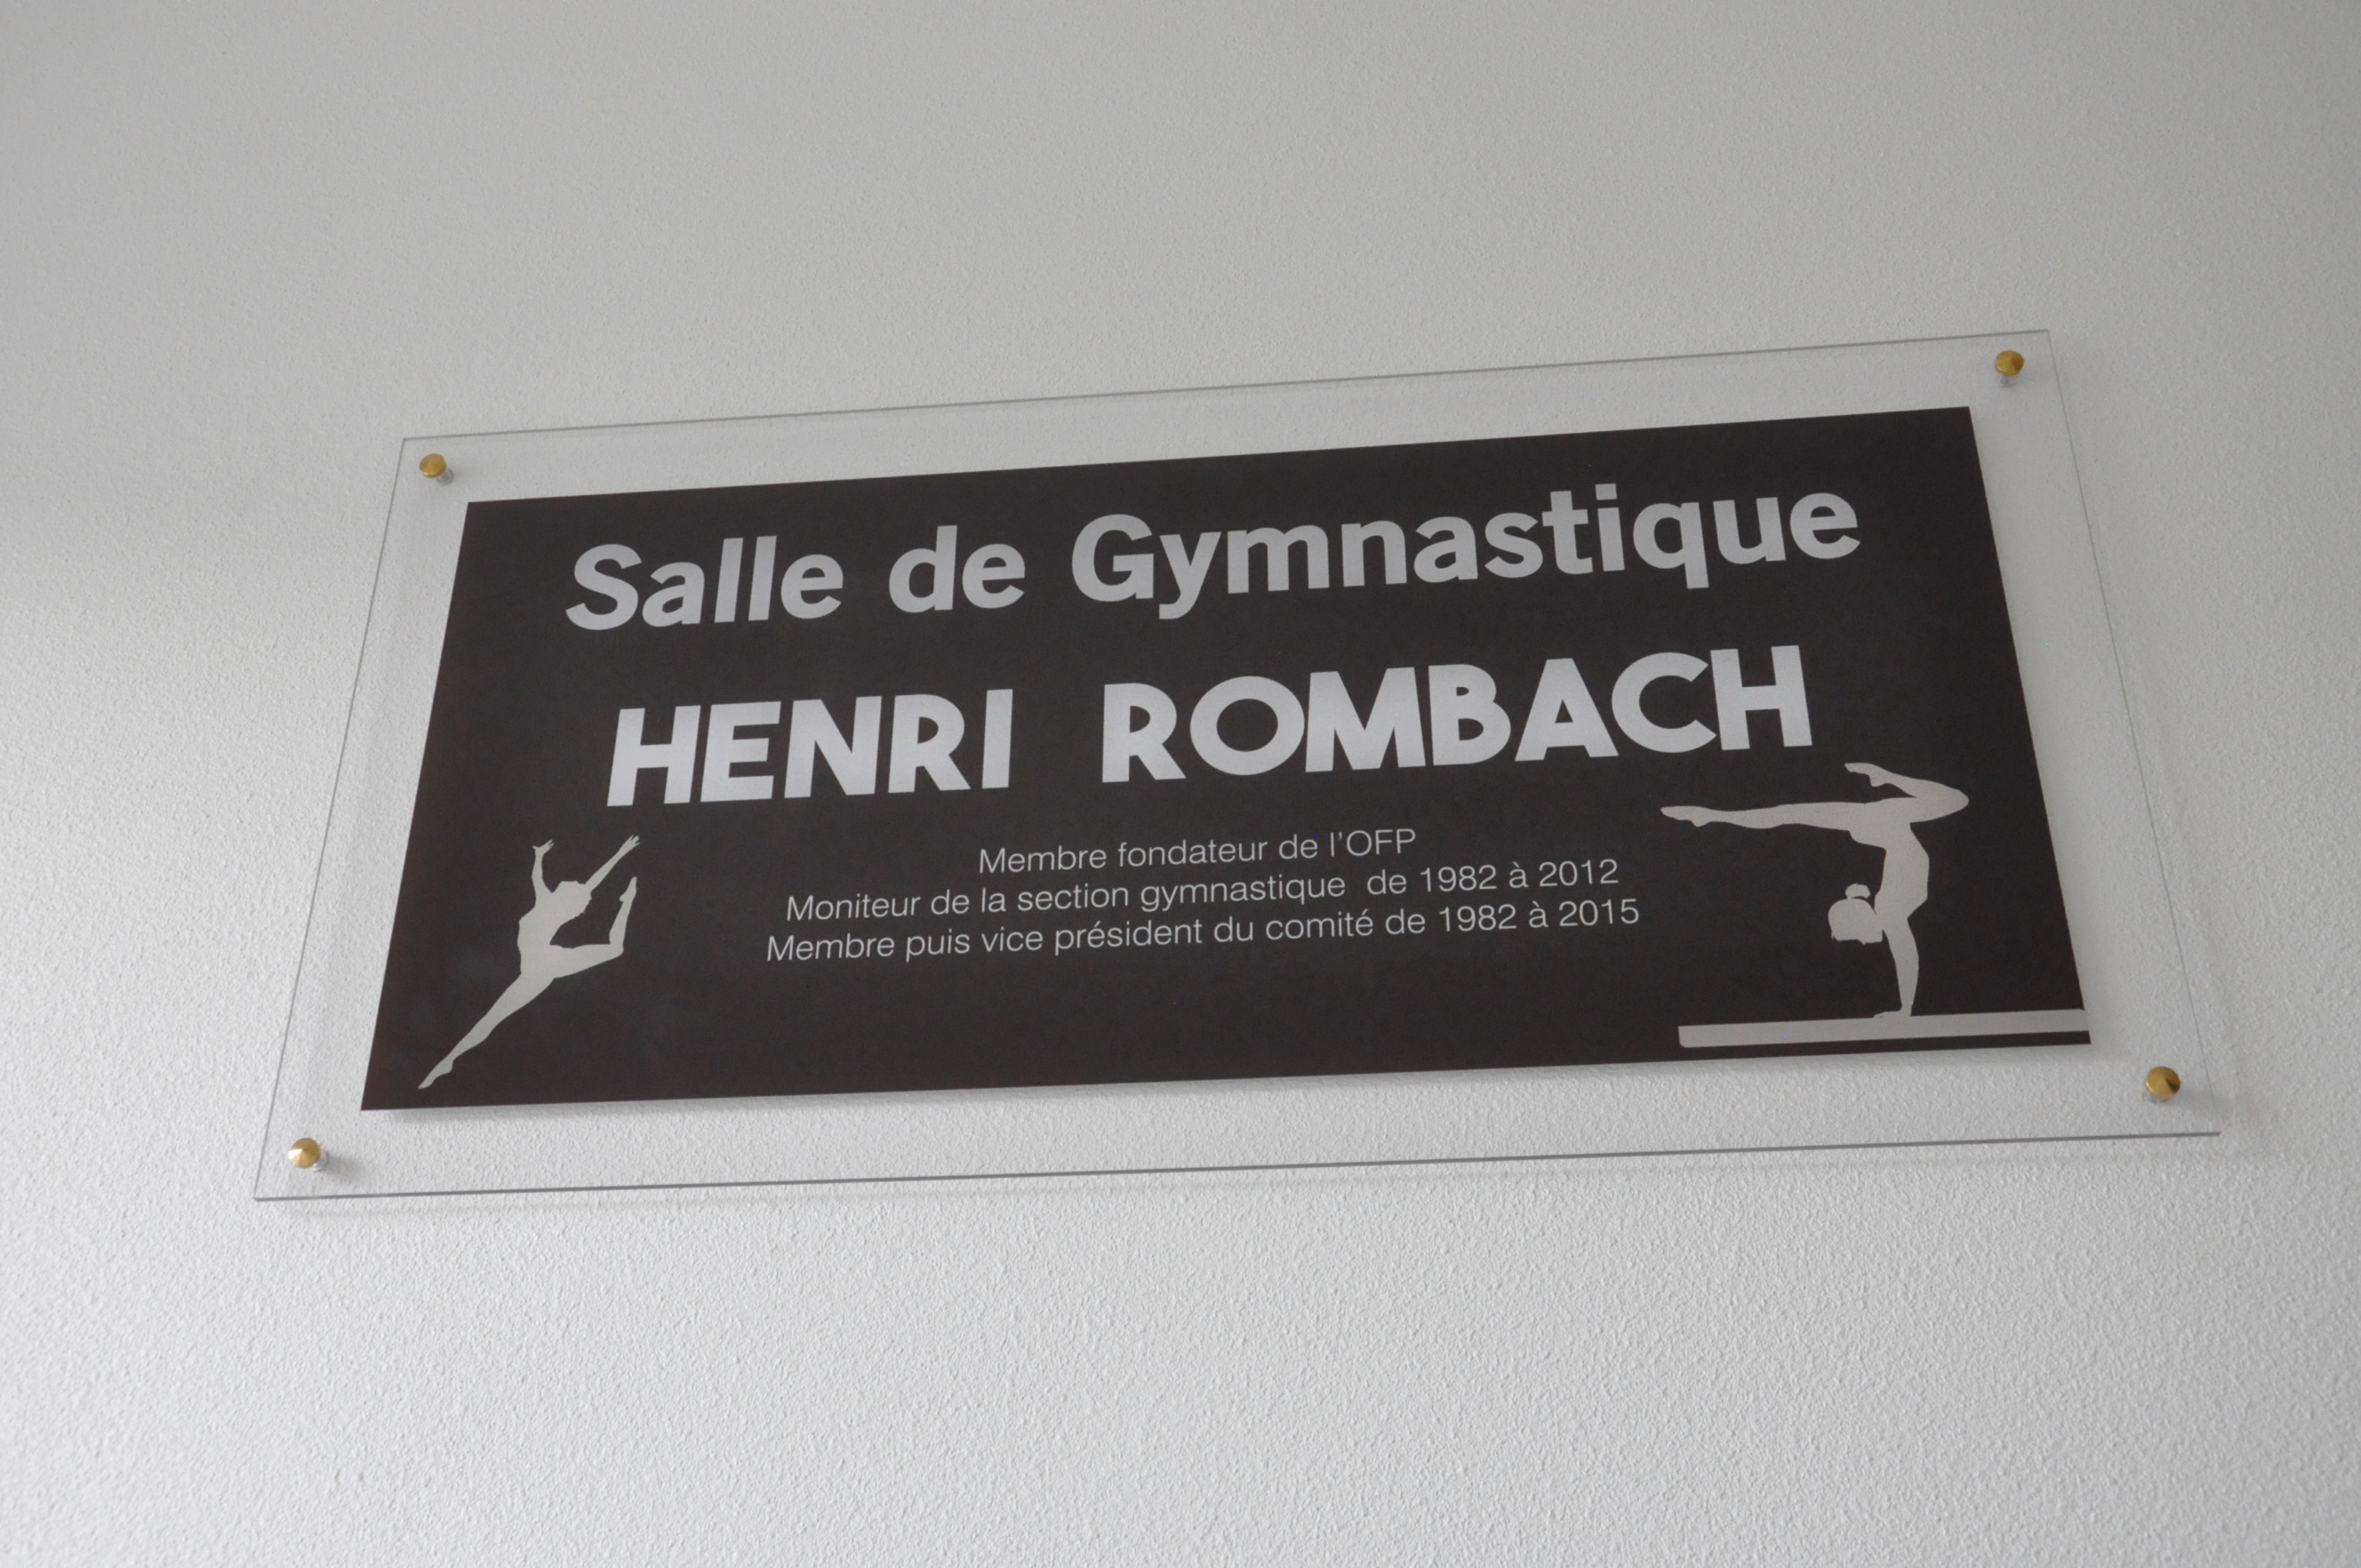 Salle de Gymnastique
HENRI ROMBACH
Membre fondateur de l'OFP
Moniteur de la section gymnastique de 1982 à 2012
Membre puis vice président du comité de 1982 à 2015